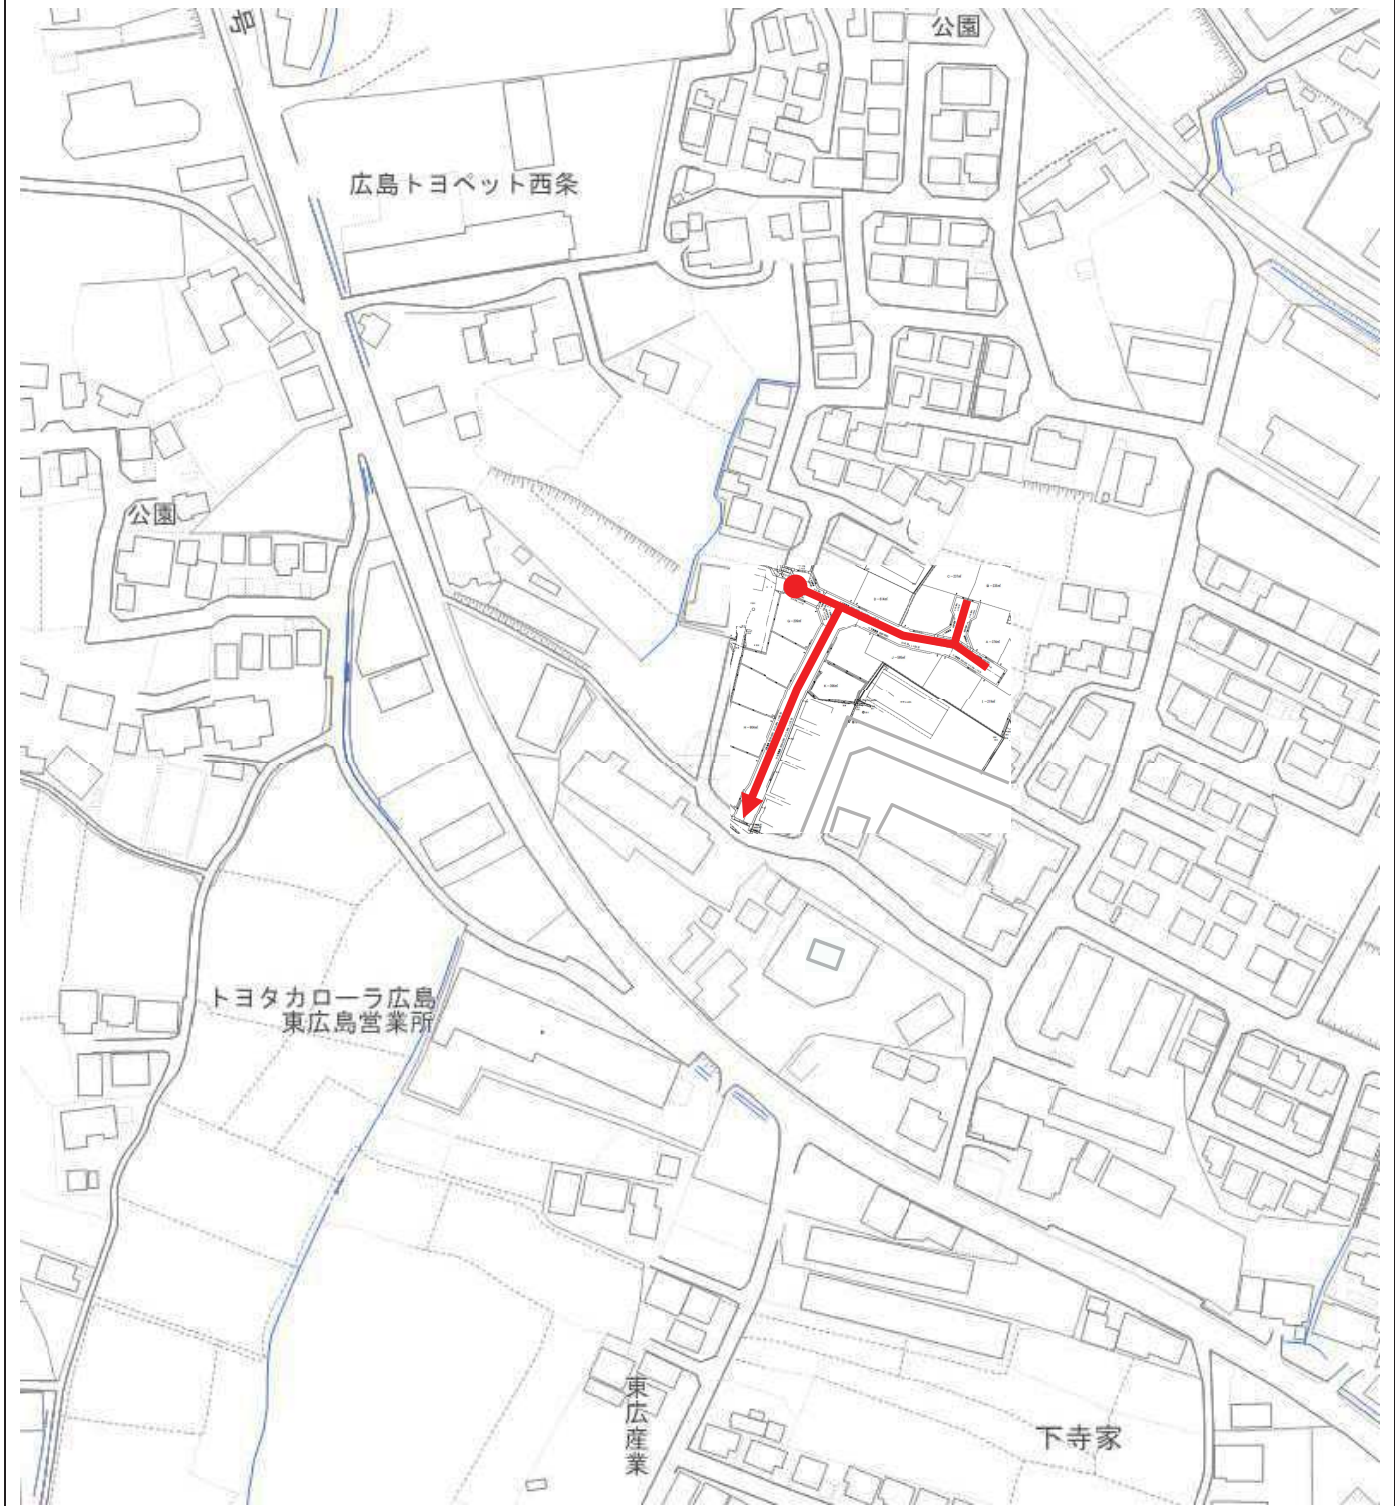 号
公園
広島トヨペット西条
公園
トヨタカローラ広島
東広島営業所
東広産業
下寺家